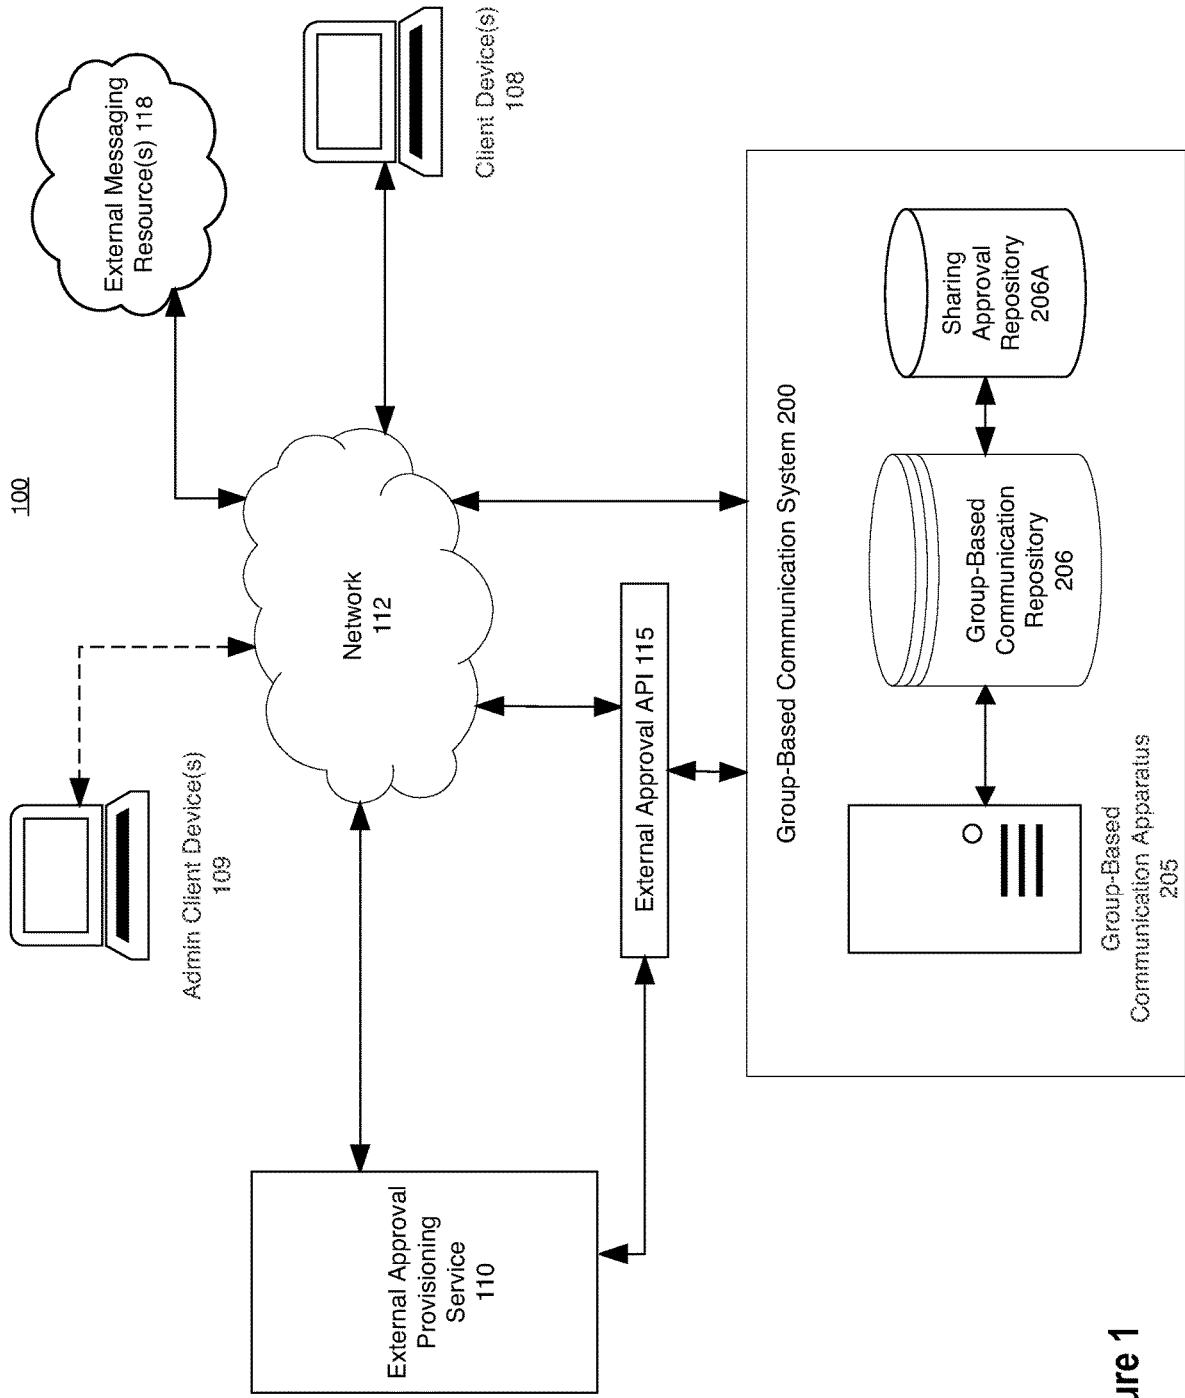 100
Admin Client Device(s)
109
External Messaging
Resource(s) 118
Client Device(s)
108
Network
112
External Approval
Provisioning
Service
110
External Approval API 115
Group-Based Communication System 200
Group-Based
Communication Apparatus
205
Group-Based
Communication
Repository
206
Sharing
Approval
Repository
206A
ure 1